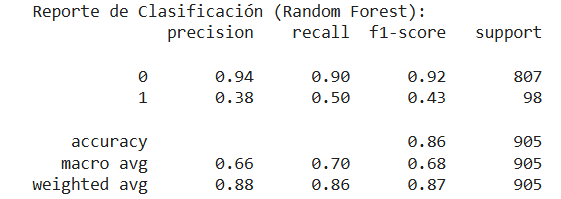 Reporte de Clasificación (Random Forest):
precision recall f1-score support
0 0.94 0.90 0.92 807
1 0.38 0.50 0.43 98
accuracy 0.86 905
macro avg 0.66 0.70 0.68 905
weighted avg 0.88 0.86 0.87 905